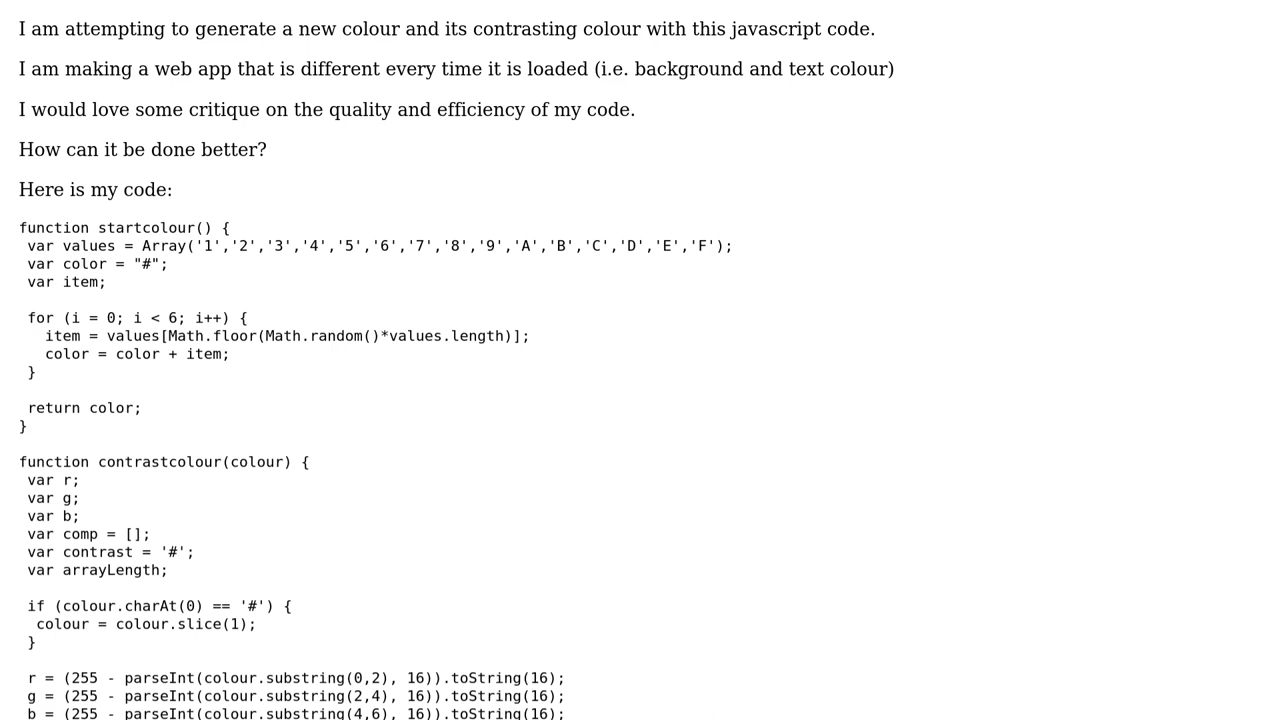 I am attempting to generate a new colour and its contrasting colour with this javascript code.
I am making a web app that is different every time it is loaded (i.e. background and text colour)
I would love some critique on the quality and efficiency of my code.
How can it be done better?
Here is my code:
function startcolour() {
 var values = Array('1','2','3','4','5','6','7','8','9','A','B','C','D','E','F');
 var color = "#";
 var item;

 for (i = 0; i < 6; i++) {
   item = values[Math.floor(Math.random()*values.length)];
   color = color + item;
 }

 return color;
}

function contrastcolour(colour) {
 var r;
 var g;
 var b;
 var comp = [];
 var contrast = '#';
 var arrayLength;

 if (colour.charAt(0) == '#') {
  colour = colour.slice(1);
 }

 r = (255 - parseInt(colour.substring(0,2), 16)).toString(16);
 g = (255 - parseInt(colour.substring(2,4), 16)).toString(16);
 b = (255 - parseInt(colour.substring(4,6), 16)).toString(16);